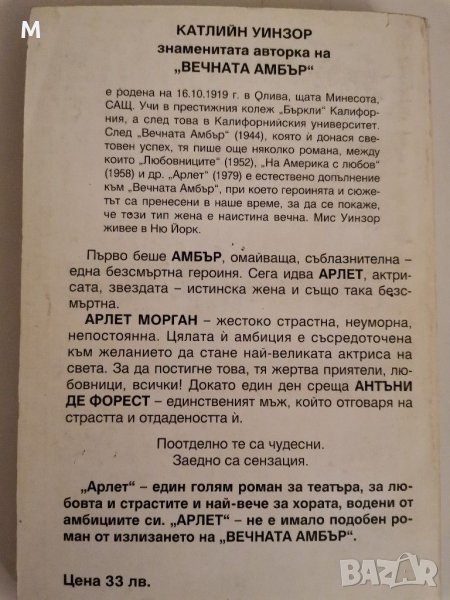 М
КАТЛИЙН УИНЗОР
знаменитата авторка на
„ВЕЧНАТА АМБЪР“
е родена на 16.10.1919 г. в Олива, щата Минесота,
САЩ. Учи в престижния колеж „Бъркли“ Калифор-
ния, а след това в Калифорнийския университет.
След „Вечната Амбър“ (1944), която ѝ донася све-
товен успех, тя пише още няколко романа, между
които „Любовниците“ (1952), „На Америка с любов“
(1958) и др. „Арлет“ (1979) е естествено допълнение
към „Вечната Амбър“, при което героинята и сюже-
тът са пренесени в наше време, за да се покаже,
че този тип жена е наистина вечна. Мис Уинзор
живее в Ню Йорк.
Първо беше АМБЪР, омайваща, съблазнителна –
една безсмъртна героиня. Сега идва АРЛЕТ, актри-
сата, звездата – истинска жена и също така безс-
мъртна.
АРЛЕТ МОРГАН – жестоко страстна, неуморна,
непостоянна. Цялата ѝ амбиция е съсредоточена
към желанието да стане най-великата актриса на
света. За да постигне това, тя жертва приятели, лю-
бовници, всички! Докато един ден среща АНТЪНИ
ДЕ ФОРЕСТ – единственият мъж, който отговаря на
страстта и отдадеността ѝ.
Поотделно те са чудесни.
Заедно са сензация.
„Арлет“ – един голям роман за театъра, за лю-
бовта и страстите и най-вече за хората, водени от
амбициите си. „АРЛЕТ“ – не е имало подобен ро-
ман от излизането на „ВЕЧНАТА АМБЪР“.
Цена 33 лв.
BAZAR